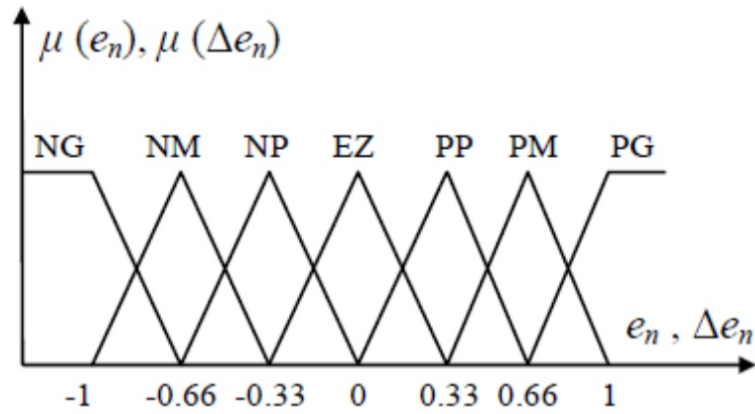 μ (eₙ), μ (Δeₙ)
NG NM NP EZ PP PM PG
eₙ , Δeₙ
-1 -0.66 -0.33 0 0.33 0.66 1